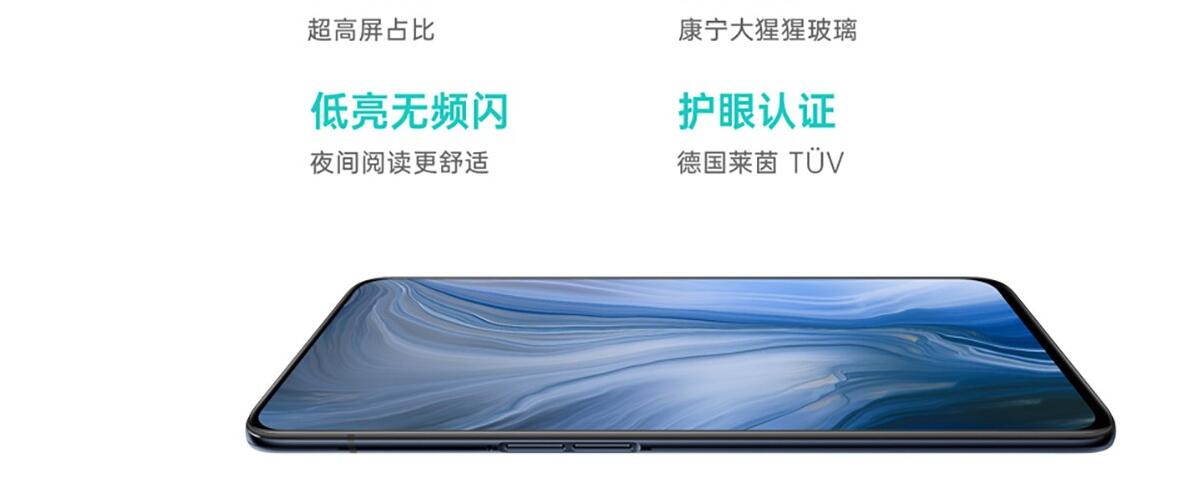 超高屏占比
康宁大猩猩玻璃
低亮无频闪
护眼认证
夜间阅读更舒适
德国莱茵 TÜV